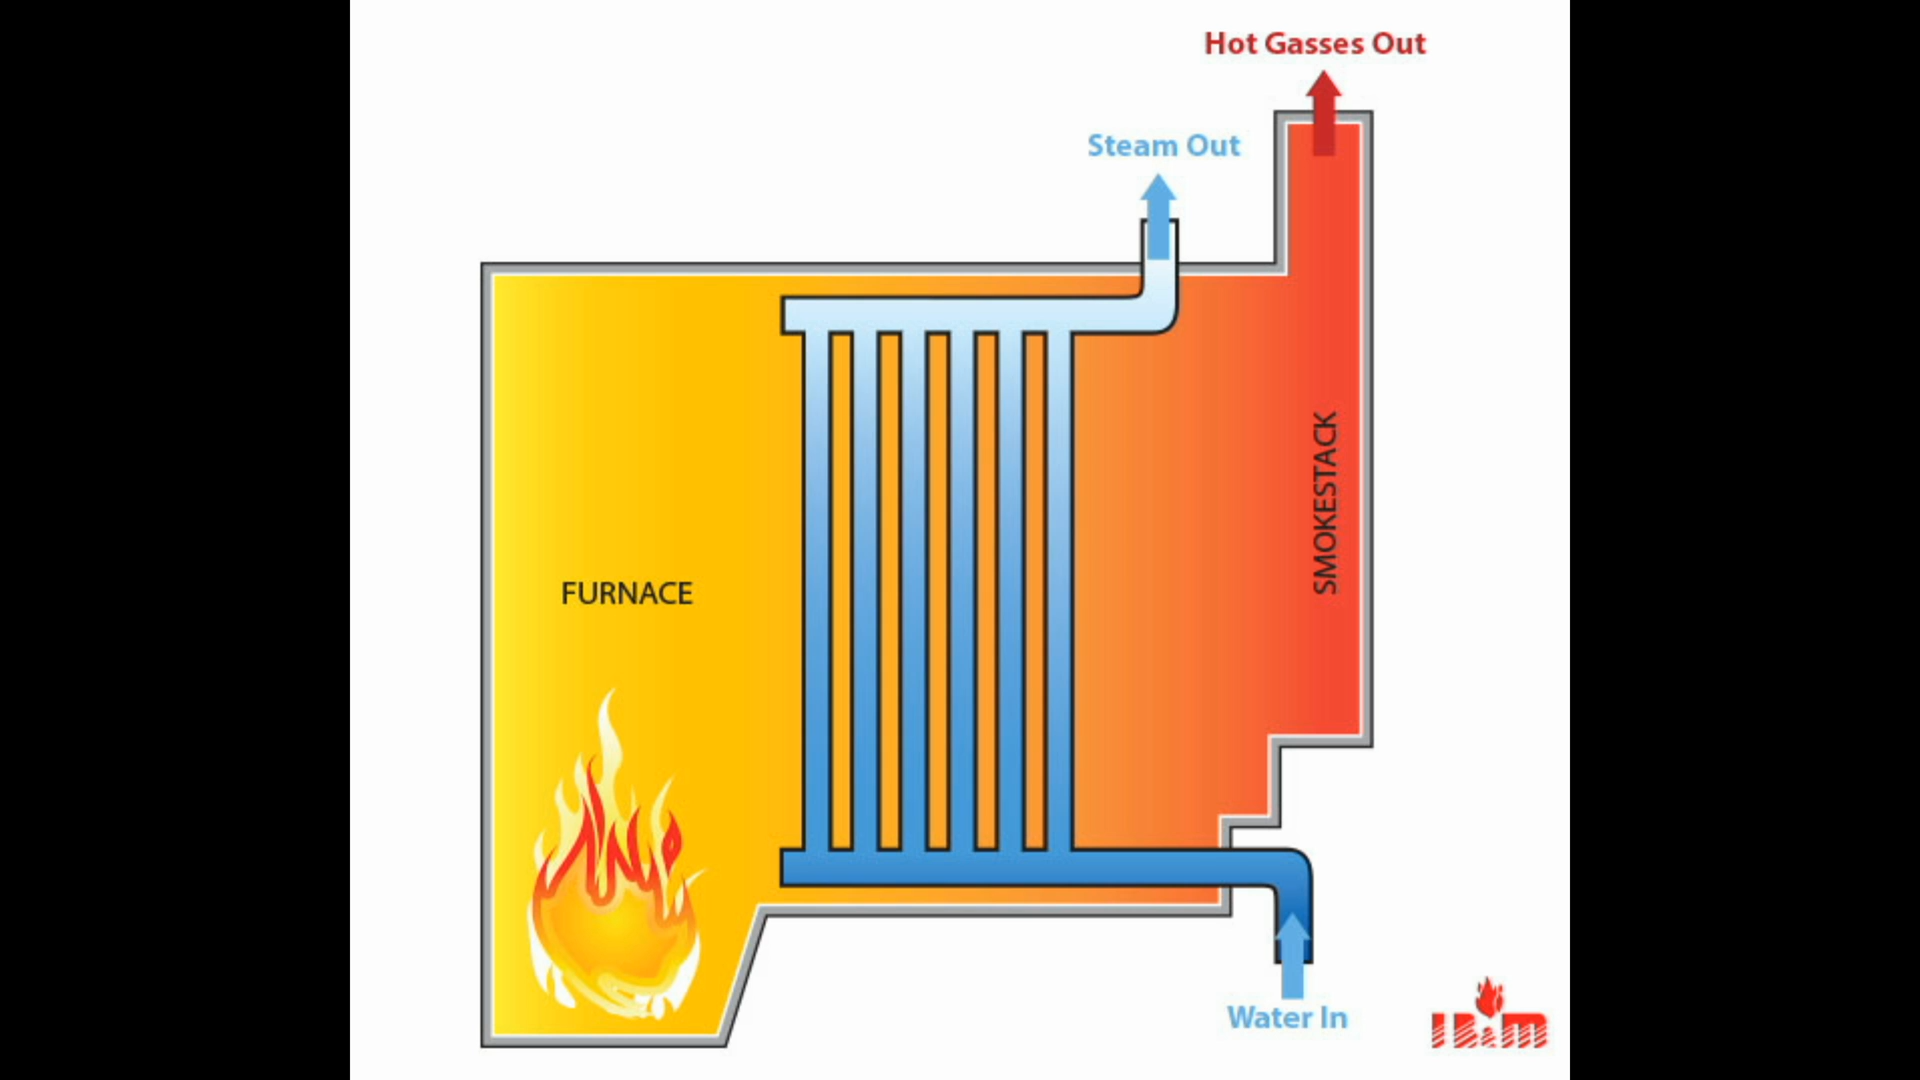 Hot Gasses Out
Steam Out
SMOKESTACK
FURNACE
Water In